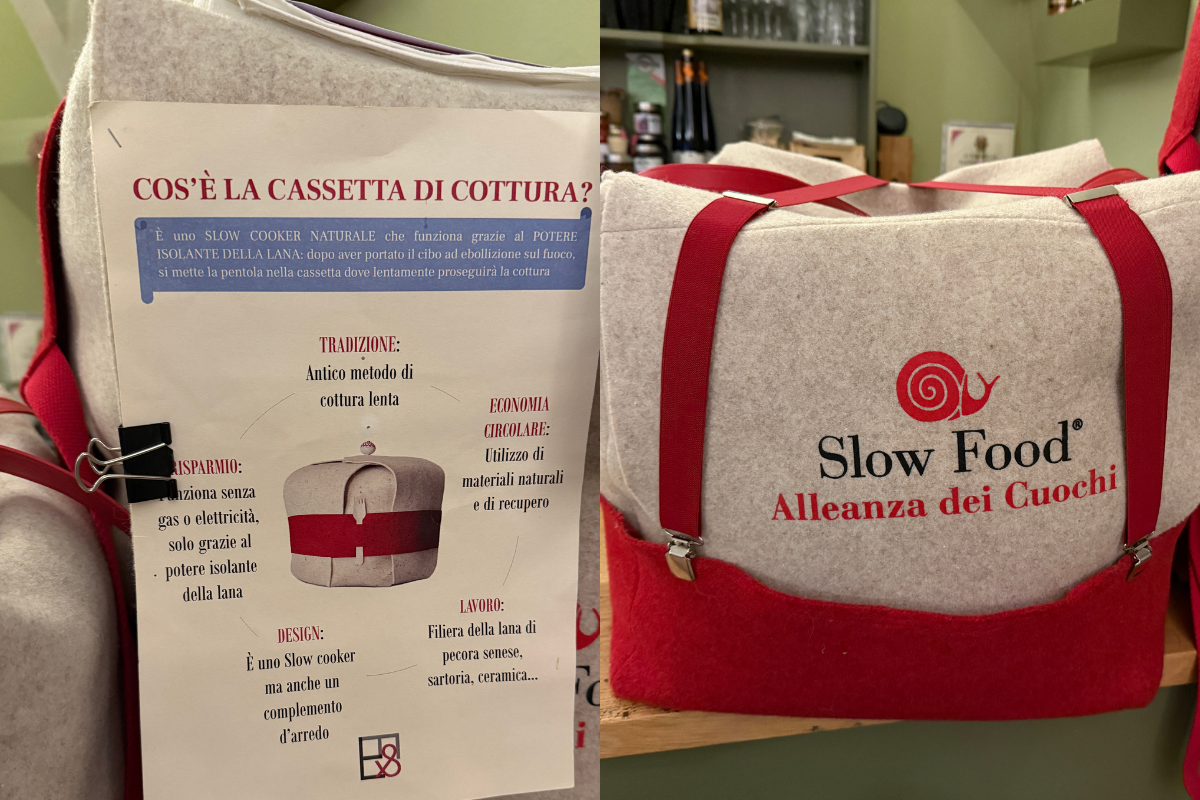 COS'È LA CASSETTA DI COTTURA?
È uno SLOW COOKER NATURALE che funziona grazie al POTERE
ISOLANTE DELLA LANA: dopo aver portato il cibo ad ebollizione sul fuoco,
si mette la pentola nella cassetta dove lentamente proseguirà la cottura
TRADIZIONE:
Antico metodo di
cottura lenta
ECONOMIA
CIRCOLARE:
Utilizzo di
materiali naturali
e di recupero
RISPARMIO:
Funziona senza
gas o elettricità,
solo grazie al
potere isolante
della lana
LAVORO:
Filiera della lana di
pecora senese,
sartoria, ceramica...
DESIGN:
È uno Slow cooker
ma anche un
complemento
d'arredo
Slow Food®
Alleanza dei Cuochi